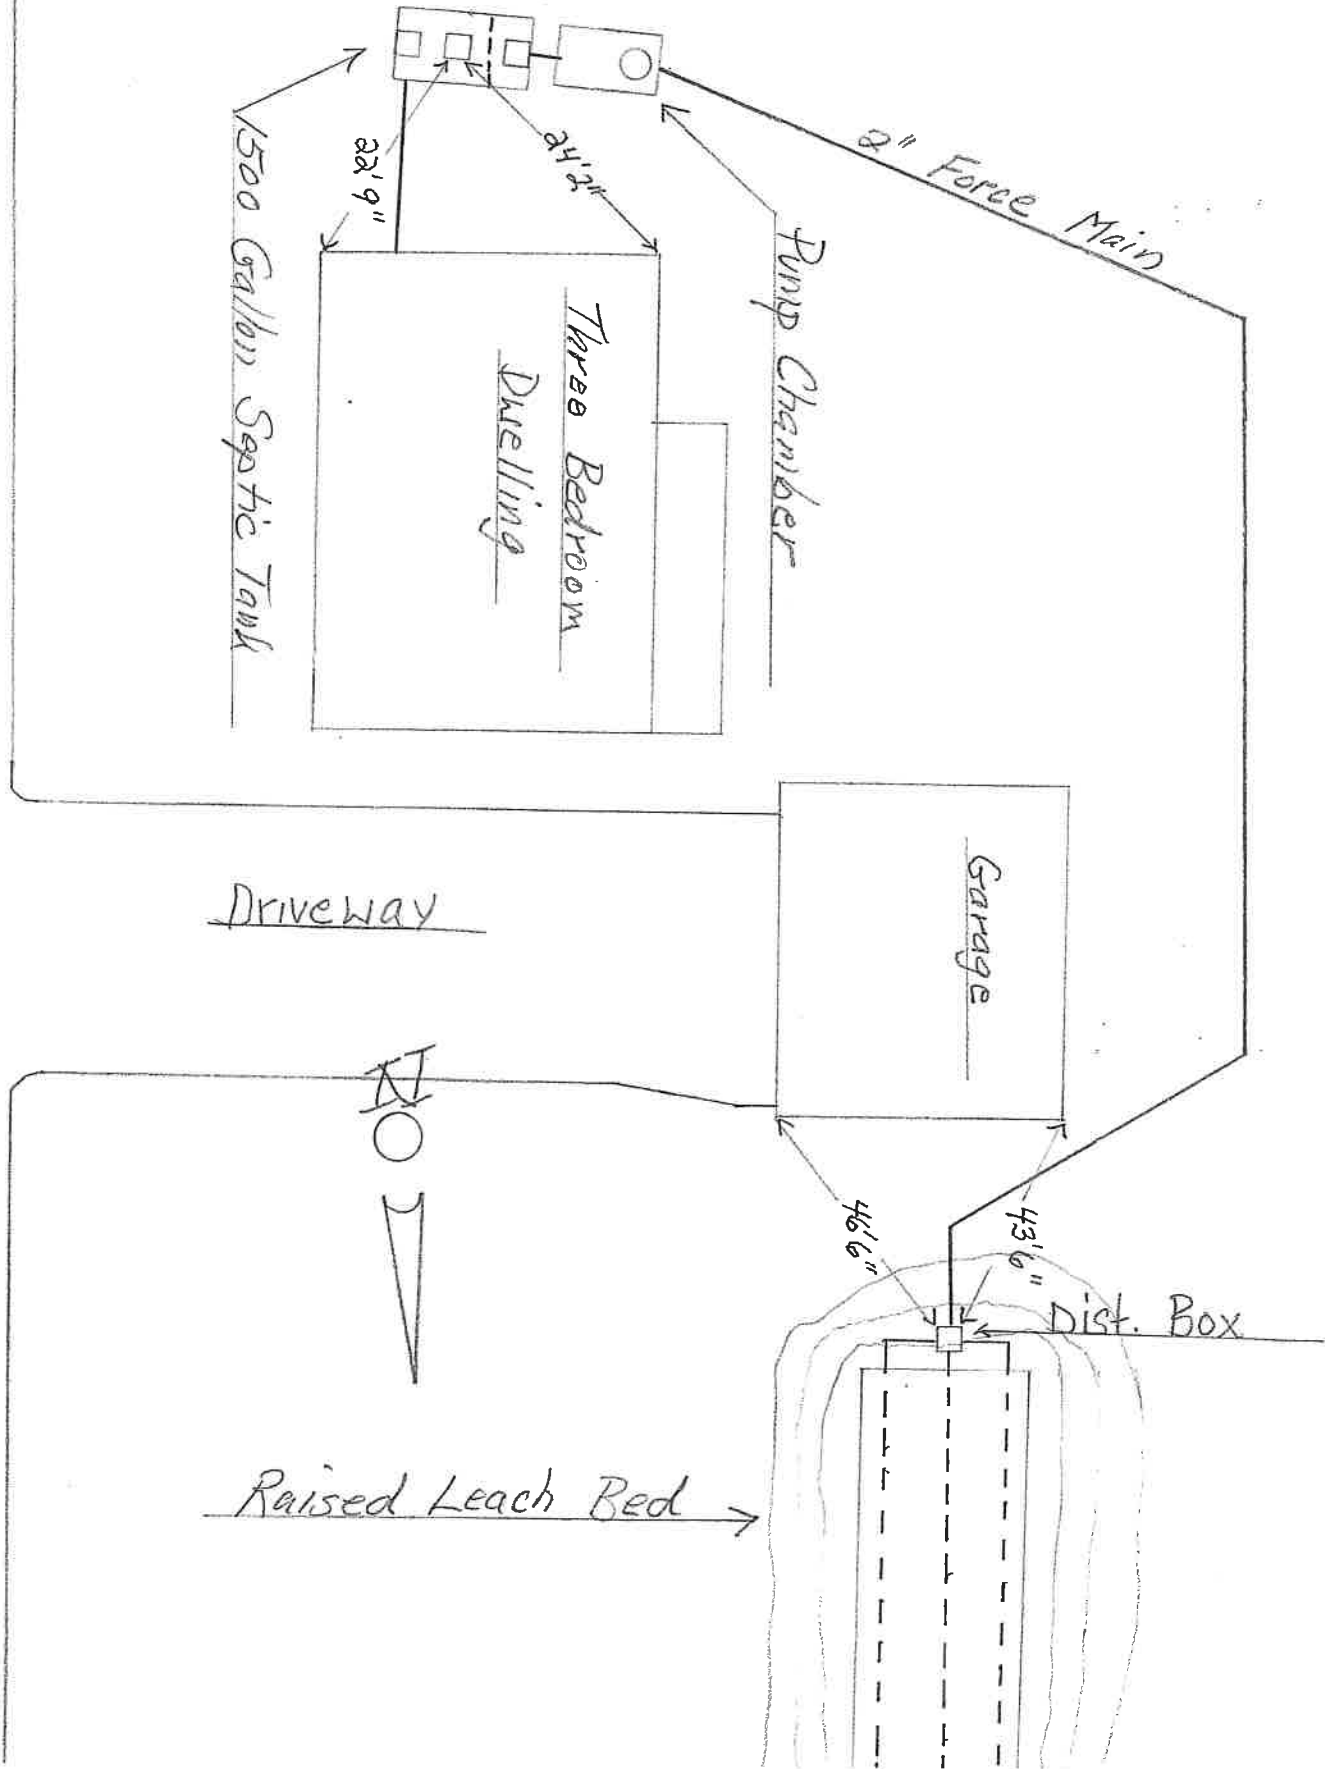 2" Force Main
24'2"
22'9"
1500 Gallon Septic Tank
Pump Chamber
Three Bedroom
Dwelling
Garage
Driveway
N
46'6"
43'6"
Dist. Box
Raised Leach Bed